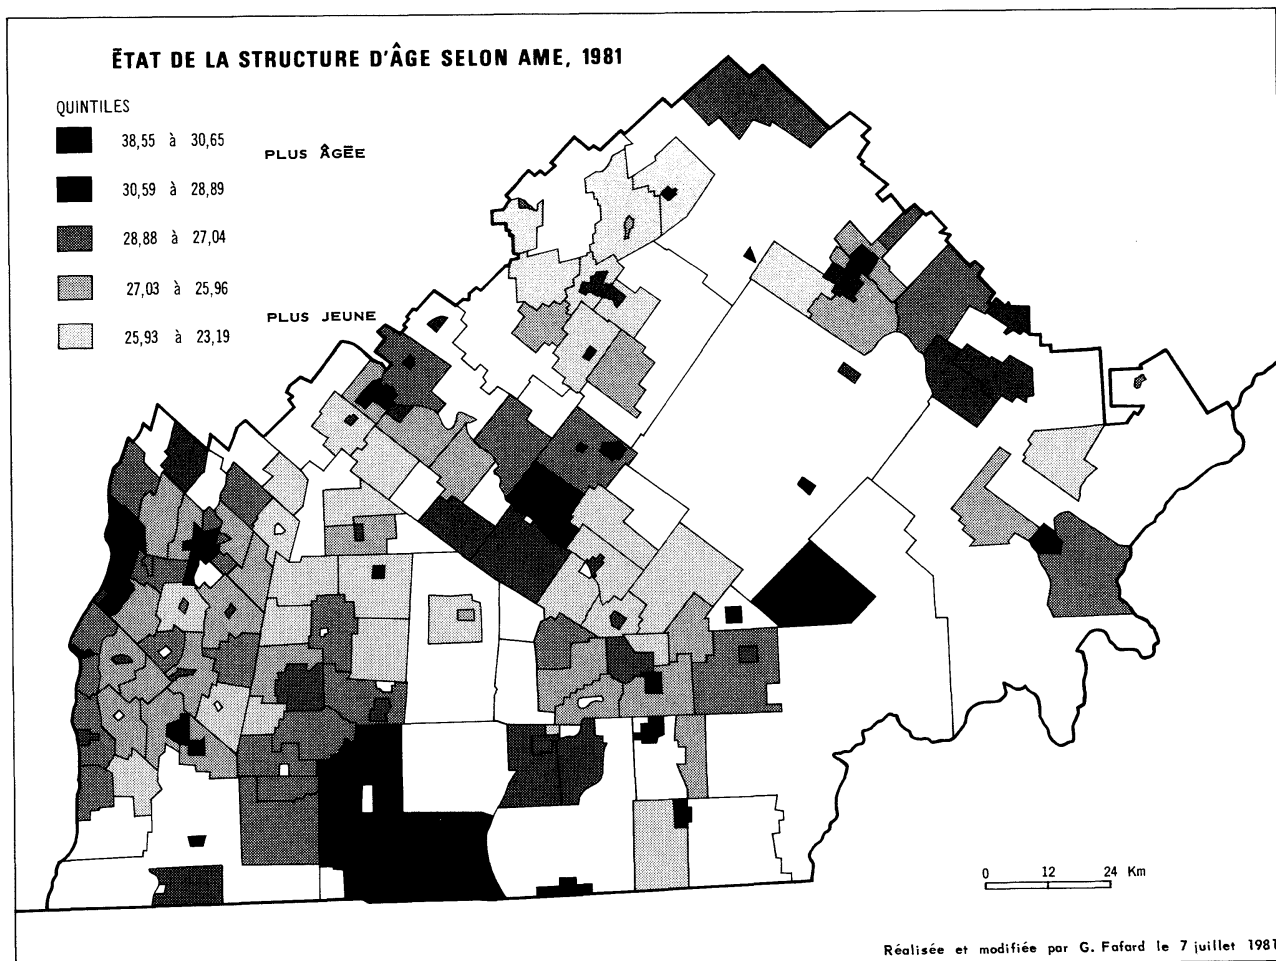 ÉTAT DE LA STRUCTURE D'ÂGE SELON AME, 1981
QUINTILES
38,55 à 30,65
PLUS ÂGÉE
30,59 à 28,89
28,88 à 27,04
27,03 à 25,96
PLUS JEUNE
25,93 à 23,19
0 12 24 Km
Réalisée et modifiée par G. Fafard le 7 juillet 1981